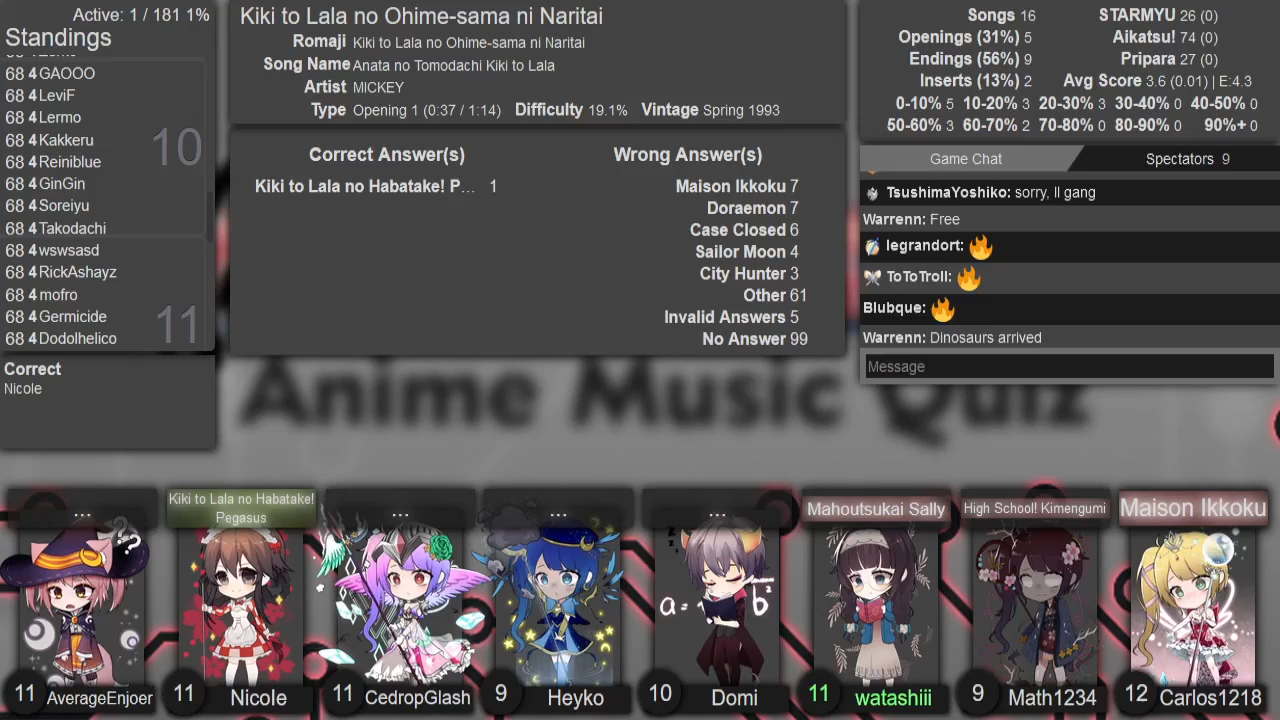 Active: 1 / 181 1%
Standings
68 4 GAOOO
68 4 LeviF
68 4 Lermo
68 4 Kakkeru
68 4 Reiniblue
10
68 4 GinGin
68 4 Soreiyu
68 4 Takodachi
68 4 wswsasd
68 4 RickAshayz
68 4 mofro
68 4 Germicide
11
68 4 Dodolhelico
Correct
Nicole
Kiki to Lala no Ohime-sama ni Naritai
Romaji Kiki to Lala no Ohime-sama ni Naritai
Song Name Anata no Tomodachi Kiki to Lala
Artist MICKEY
Type Opening 1 (0:37 / 1:14) Difficulty 19.1% Vintage Spring 1993
Correct Answer(s) Wrong Answer(s)
Kiki to Lala no Habatake! P... 1
Maison Ikkoku 7
Doraemon 7
Case Closed 6
Sailor Moon 4
City Hunter 3
Other 61
Invalid Answers 5
No Answer 99
Songs 16 STARMYU 26 (0)
Openings (31%) 5 Aikatsu! 74 (0)
Endings (56%) 9 Pripara 27 (0)
Inserts (13%) 2 Avg Score 3.6 (0.01) | E:4.3
0-10% 5 10-20% 3 20-30% 3 30-40% 0 40-50% 0
50-60% 3 60-70% 2 70-80% 0 80-90% 0 90%+ 0
Game Chat Spectators 9
TsushimaYoshiko: sorry, ll gang
Warrenn: Free
legrandort: 🔥
ToToTroll: 🔥
Blubque: 🔥
Warrenn: Dinosaurs arrived
Message
Anime Music Quiz
...
Kiki to Lala no Habatake! Pegasus
...
...
...
Mahoutsukai Sally
High School! Kimengumi
Maison Ikkoku
a= b
11 AverageEnjoer
11 Nicole
11 CedropGlash
9 Heyko
10 Domi
11 watashiii
9 Math1234
12 Carlos1218